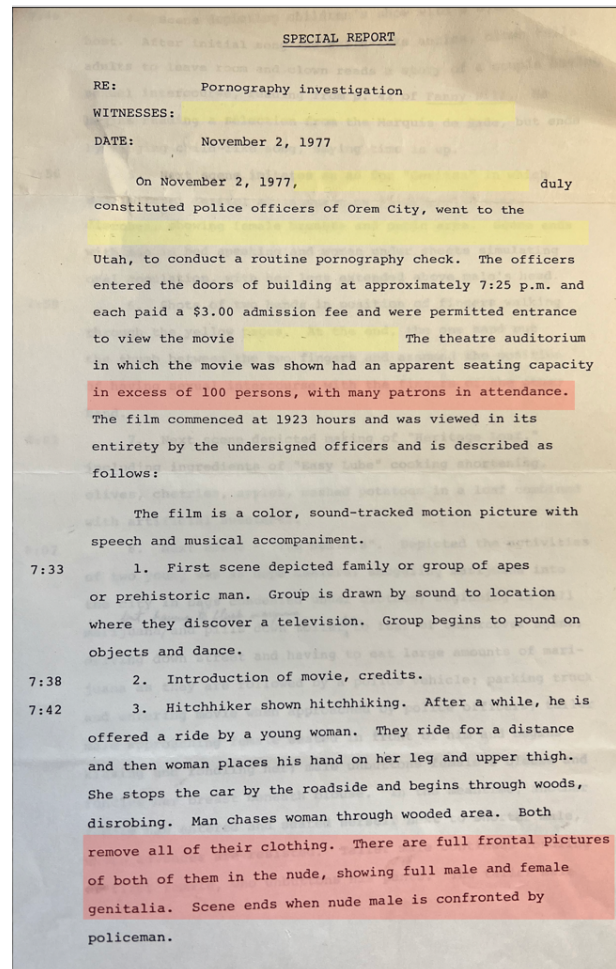 SPECIAL REPORT
RE: Pornography investigation
WITNESSES:
DATE: November 2, 1977
On November 2, 1977, duly
constituted police officers of Orem City, went to the
Utah, to conduct a routine pornography check. The officers
entered the doors of building at approximately 7:25 p.m. and
each paid a $3.00 admission fee and were permitted entrance
to view the movie The theatre auditorium
in which the movie was shown had an apparent seating capacity
in excess of 100 persons, with many patrons in attendance.
The film commenced at 1923 hours and was viewed in its
entirety by the undersigned officers and is described as
follows:
The film is a color, sound-tracked motion picture with
speech and musical accompaniment.
7:33 1. First scene depicted family or group of apes
or prehistoric man. Group is drawn by sound to location
where they discover a television. Group begins to pound on
objects and dance.
7:38 2. Introduction of movie, credits.
7:42 3. Hitchhiker shown hitchhiking. After a while, he is
offered a ride by a young woman. They ride for a distance
and then woman places his hand on her leg and upper thigh.
She stops the car by the roadside and begins through woods,
disrobing. Man chases woman through wooded area. Both
remove all of their clothing. There are full frontal pictures
of both of them in the nude, showing full male and female
genitalia. Scene ends when nude male is confronted by
policeman.